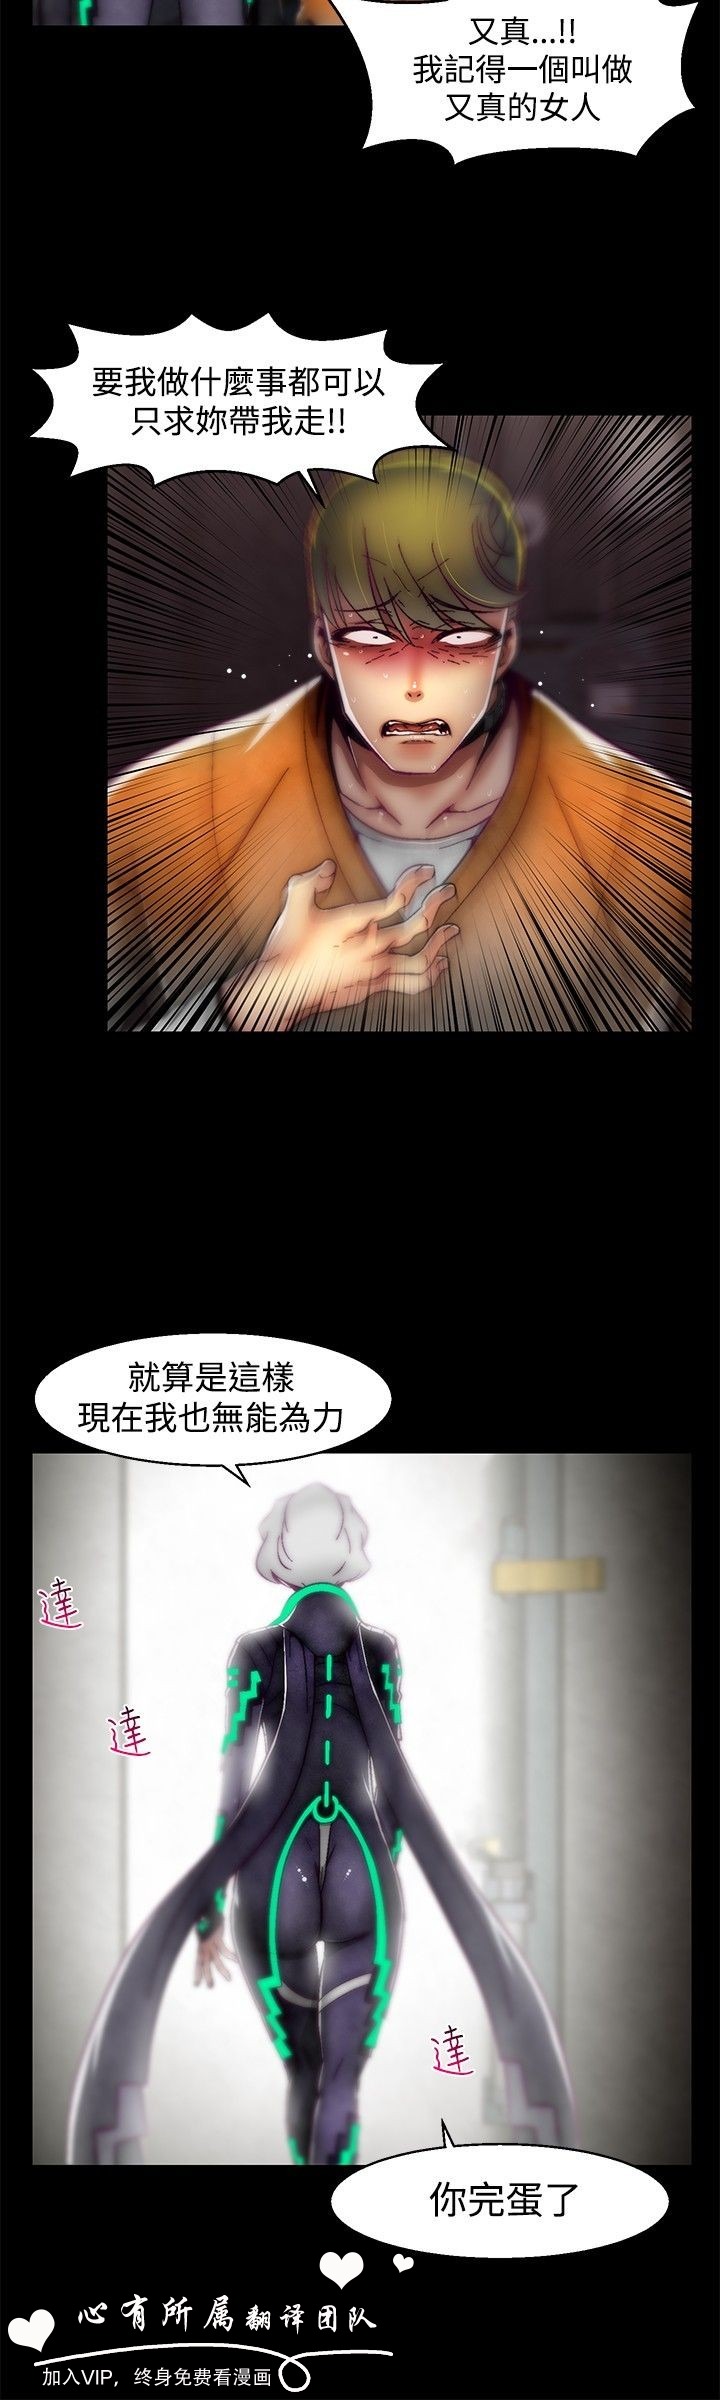 又真...!!
我記得一個叫做
又真的女人
要我做什麼事都可以
只求妳帶我走!!
就算是這樣
現在我也無能為力
達
達
達
你完蛋了
心有所属翻译团队
加入VIP，终身免费看漫画